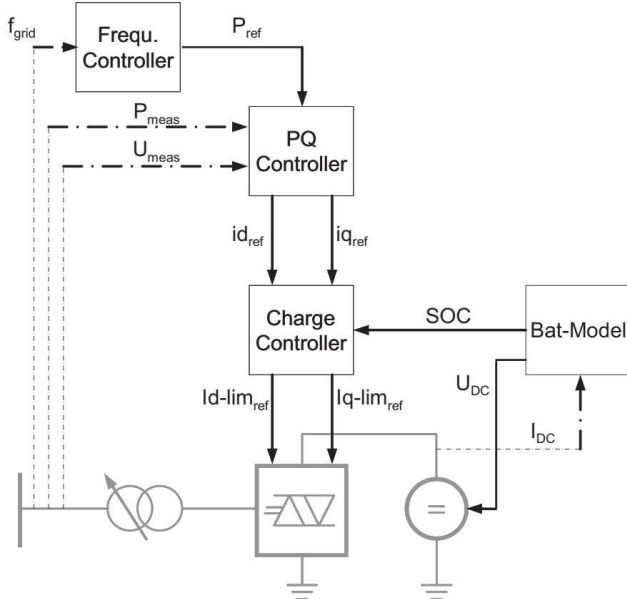 f_grid
Frequ.
Controller
P_ref
P_meas
U_meas
PQ
Controller
id_ref
iq_ref
Charge
Controller
SOC
Bat-Model
Id-lim_ref
Iq-lim_ref
U_DC
I_DC
=
=